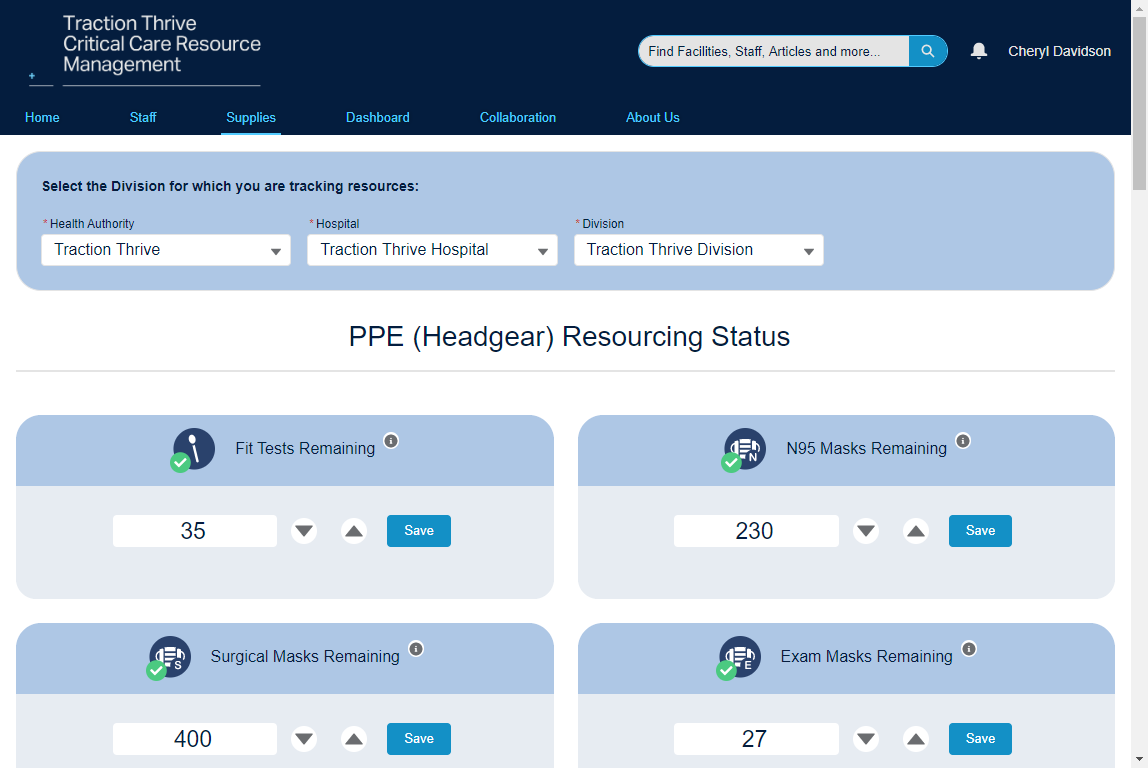 Traction Thrive
Critical Care Resource
Management
Find Facilities, Staff, Articles and more...
Cheryl Davidson
Home
Staff
Supplies
Dashboard
Collaboration
About Us
Select the Division for which you are tracking resources:
* Health Authority
* Hospital
* Division
Traction Thrive
Traction Thrive Hospital
Traction Thrive Division
PPE (Headgear) Resourcing Status
Fit Tests Remaining
i
N
N95 Masks Remaining
i
35
Save
230
Save
S
Surgical Masks Remaining
i
E
Exam Masks Remaining
i
400
Save
27
Save